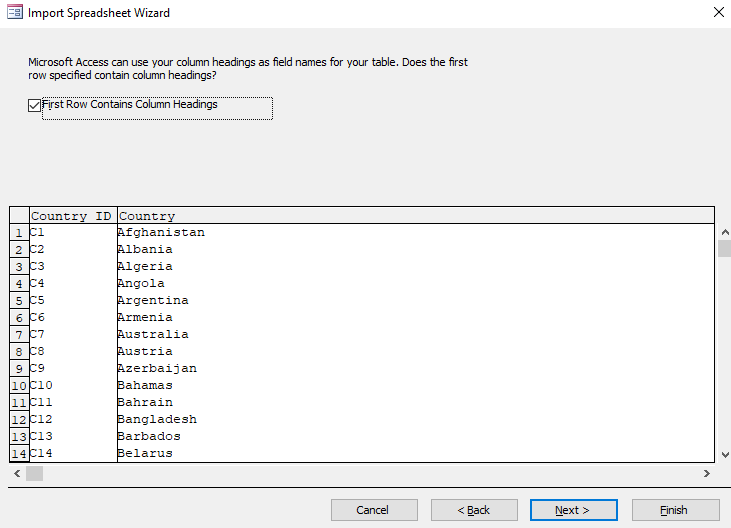 Import Spreadsheet Wizard
Microsoft Access can use your column headings as field names for your table. Does the first
row specified contain column headings?
First Row Contains Column Headings
Country ID Country
1 C1 Afghanistan
2 C2 Albania
3 C3 Algeria
4 C4 Angola
5 C5 Argentina
6 C6 Armenia
7 C7 Australia
8 C8 Austria
9 C9 Azerbaijan
10 C10 Bahamas
11 C11 Bahrain
12 C12 Bangladesh
13 C13 Barbados
14 C14 Belarus
Cancel < Back Next > Finish